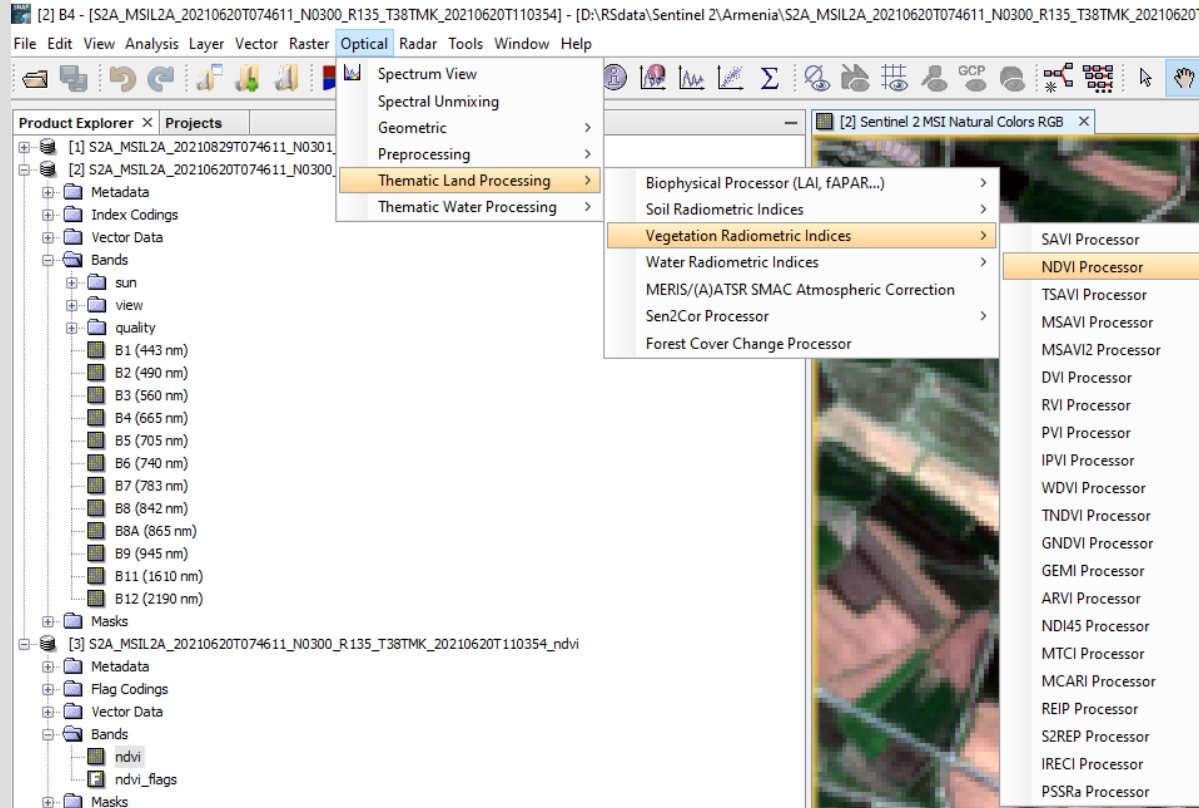 [2] B4 - [S2A_MSIL2A_20210620T074611_N0300_R135_T38TMK_20210620T110354] - [D:\RSdata\Sentinel 2\Armenia\S2A_MSIL2A_20210620T074611_N0300_R135_T38TMK_20210620T
File Edit View Analysis Layer Vector Raster Optical Radar Tools Window Help
GCP
Spectrum View
Spectral Unmixing
Geometric
Preprocessing
Thematic Land Processing
Thematic Water Processing
Biophysical Processor (LAI, fAPAR...)
Soil Radiometric Indices
Vegetation Radiometric Indices
Water Radiometric Indices
MERIS/(A)ATSR SMAC Atmospheric Correction
Sen2Cor Processor
Forest Cover Change Processor
SAVI Processor
NDVI Processor
TSAVI Processor
MSAVI Processor
MSAVI2 Processor
DVI Processor
RVI Processor
PVI Processor
IPVI Processor
WDVI Processor
TNDVI Processor
GNDVI Processor
GEMI Processor
ARVI Processor
NDI45 Processor
MTCI Processor
MCARI Processor
REIP Processor
S2REP Processor
IRECI Processor
PSSRa Processor
Product Explorer Projects
[1] S2A_MSIL2A_20210829T074611_N0301_
[2] S2A_MSIL2A_20210620T074611_N0300_
Metadata
Index Codings
Vector Data
Bands
sun
view
quality
B1 (443 nm)
B2 (490 nm)
B3 (560 nm)
B4 (665 nm)
B5 (705 nm)
B6 (740 nm)
B7 (783 nm)
B8 (842 nm)
B8A (865 nm)
B9 (945 nm)
B11 (1610 nm)
B12 (2190 nm)
Masks
[3] S2A_MSIL2A_20210620T074611_N0300_R135_T38TMK_20210620T110354_ndvi
Metadata
Flag Codings
Vector Data
Bands
ndvi
ndvi_flags
Masks
[2] Sentinel 2 MSI Natural Colors RGB